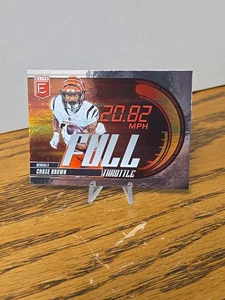 20.82
MPH
FULL
THROTTLE
BENGALS
CHASE BROWN